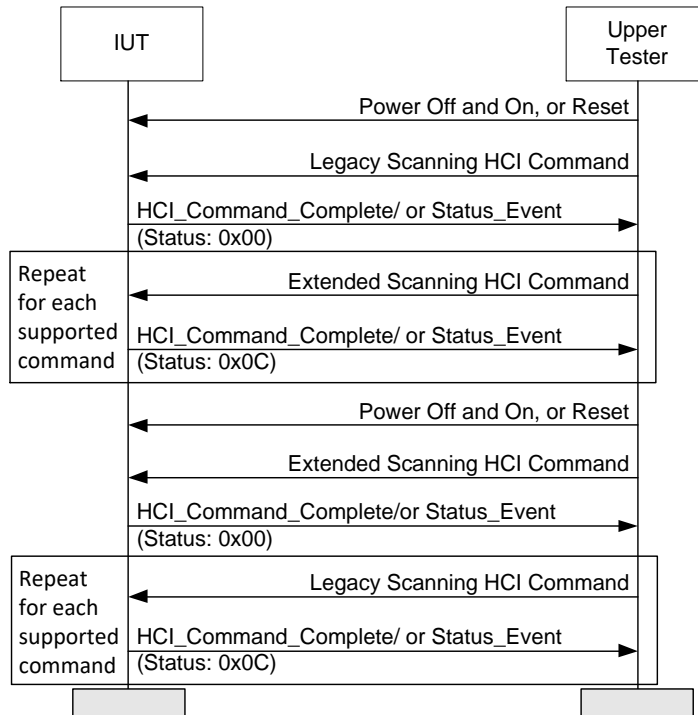 IUT
Upper
Tester
Power Off and On, or Reset
Legacy Scanning HCI Command
HCI_Command_Complete/ or Status_Event
(Status: 0x00)
Repeat
for each
supported
command
Extended Scanning HCI Command
HCI_Command_Complete/ or Status_Event
(Status: 0x0C)
Power Off and On, or Reset
Extended Scanning HCI Command
HCI_Command_Complete/or Status_Event
(Status: 0x00)
Repeat
for each
supported
command
Legacy Scanning HCI Command
HCI_Command_Complete/ or Status_Event
(Status: 0x0C)